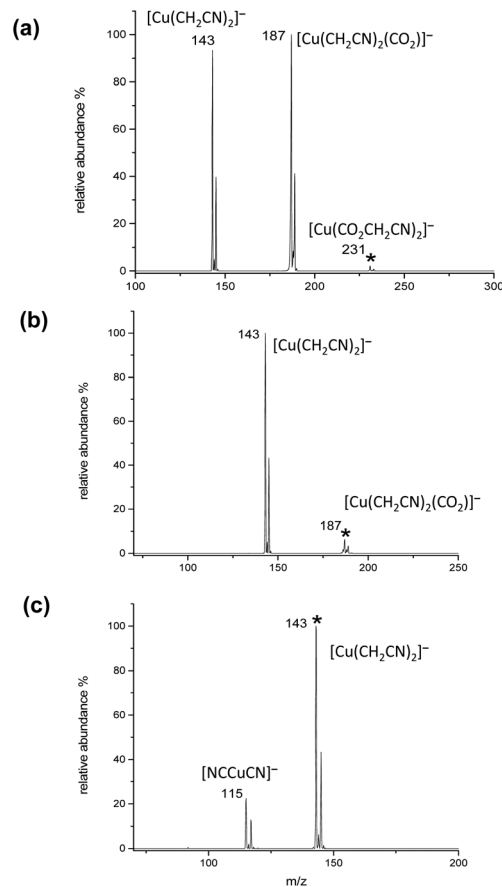 (a)
[Cu(CH₂CN)₂]⁻
143
187
[Cu(CH₂CN)₂(CO₂)]⁻
[Cu(CO₂CH₂CN)₂]⁻
231
*
relative abundance %
100
80
60
40
20
0
100 150 200 250 300
(b)
143
[Cu(CH₂CN)₂]⁻
[Cu(CH₂CN)₂(CO₂)]⁻
187
*
relative abundance %
100
80
60
40
20
0
100 150 200 250
(c)
143
*
[Cu(CH₂CN)₂]⁻
[NCCuCN]⁻
115
relative abundance %
100
80
60
40
20
0
100 150 200
m/z